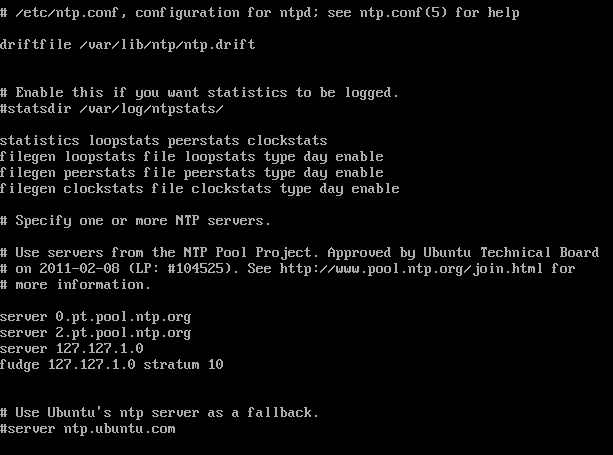 # /etc/ntp.conf, configuration for ntpd; see ntp.conf(5) for help
driftfile /var/lib/ntp/ntp.drift
# Enable this if you want statistics to be logged.
#statsdir /var/log/ntpstats/
statistics loopstats peerstats clockstats
filegen loopstats file loopstats type day enable
filegen peerstats file peerstats type day enable
filegen clockstats file clockstats type day enable
# Specify one or more NTP servers.
# Use servers from the NTP Pool Project. Approved by Ubuntu Technical Board
# on 2011-02-08 (LP: #104525). See http://www.pool.ntp.org/join.html for
# more information.
server 0.pt.pool.ntp.org
server 2.pt.pool.ntp.org
server 127.127.1.0
fudge 127.127.1.0 stratum 10
# Use Ubuntu's ntp server as a fallback.
#server ntp.ubuntu.com